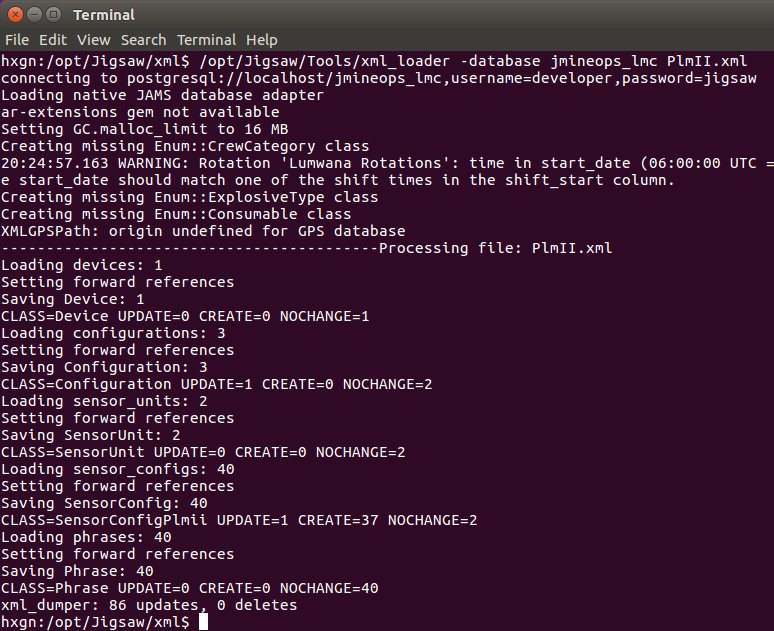 Terminal
File Edit View Search Terminal Help
hxgn:/opt/Jigsaw/xml$ /opt/Jigsaw/Tools/xml_loader -database jmineops_lmc PlmII.xml
connecting to postgresql://localhost/jmineops_lmc,username=developer,password=jigsaw
Loading native JAMS database adapter
ar-extensions gem not available
Setting GC.malloc_limit to 16 MB
Creating missing Enum::CrewCategory class
20:24:57.163 WARNING: Rotation 'Lumwana Rotations': time in start_date (06:00:00 UTC =
e start_date should match one of the shift times in the shift_start column.
Creating missing Enum::ExplosiveType class
Creating missing Enum::Consumable class
XMLGPSPath: origin undefined for GPS database
------------------------------------------Processing file: PlmII.xml
Loading devices: 1
Setting forward references
Saving Device: 1
CLASS=Device UPDATE=0 CREATE=0 NOCHANGE=1
Loading configurations: 3
Setting forward references
Saving Configuration: 3
CLASS=Configuration UPDATE=1 CREATE=0 NOCHANGE=2
Loading sensor_units: 2
Setting forward references
Saving SensorUnit: 2
CLASS=SensorUnit UPDATE=0 CREATE=0 NOCHANGE=2
Loading sensor_configs: 40
Setting forward references
Saving SensorConfig: 40
CLASS=SensorConfigPlmii UPDATE=1 CREATE=37 NOCHANGE=2
Loading phrases: 40
Setting forward references
Saving Phrase: 40
CLASS=Phrase UPDATE=0 CREATE=0 NOCHANGE=40
xml_dumper: 86 updates, 0 deletes
hxgn:/opt/Jigsaw/xml$